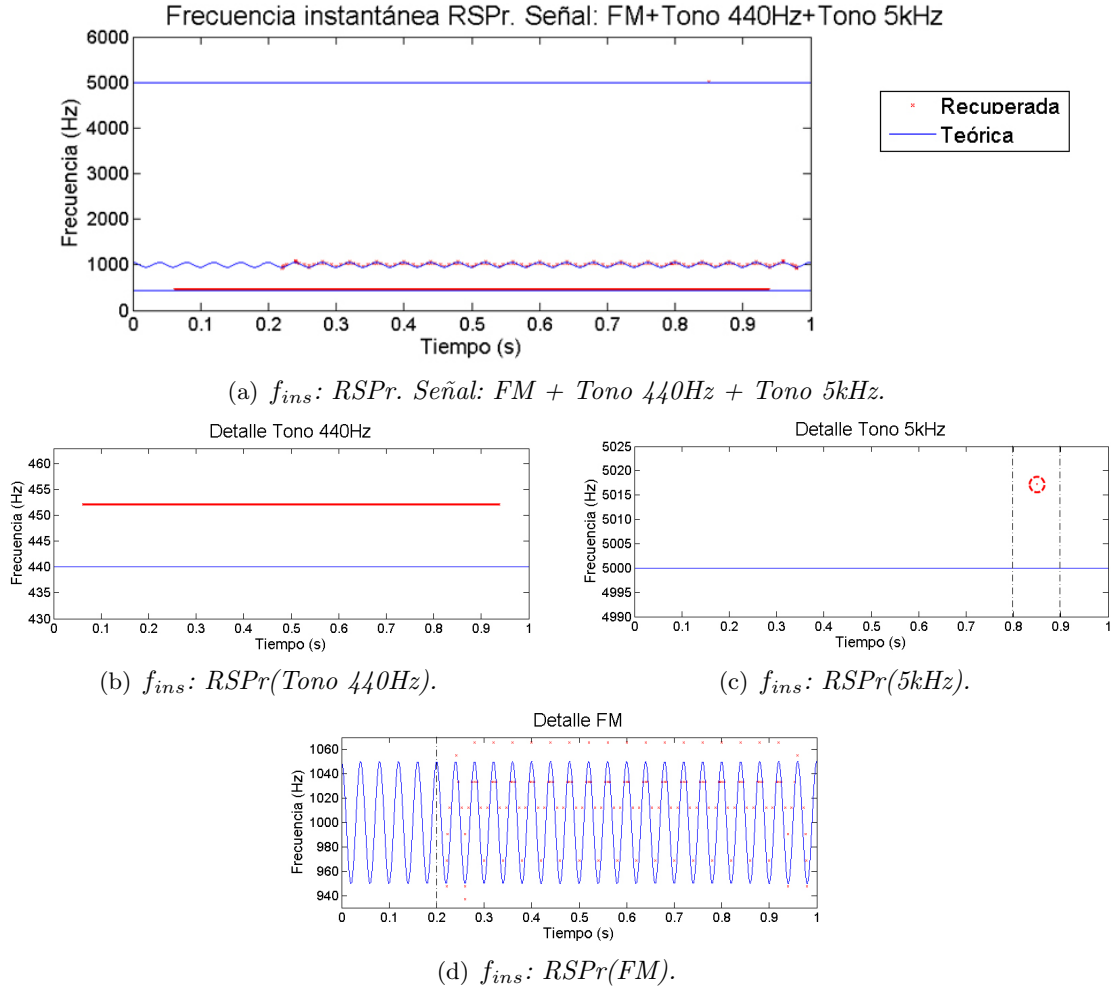 Frecuencia instantánea RSPr. Señal: FM+Tono 440Hz+Tono 5kHz
6000
5000
4000
3000
2000
1000
0
Frecuencia (Hz)
0 0.1 0.2 0.3 0.4 0.5 0.6 0.7 0.8 0.9 1
Tiempo (s)
Recuperada
Teórica
(a) f_ins: RSPr. Señal: FM + Tono 440Hz + Tono 5kHz.
Detalle Tono 440Hz
460
455
450
445
440
435
430
Frecuencia (Hz)
0 0.1 0.2 0.3 0.4 0.5 0.6 0.7 0.8 0.9 1
Tiempo (s)
(b) f_ins: RSPr(Tono 440Hz).
Detalle Tono 5kHz
5025
5020
5015
5010
5005
5000
4995
4990
Frecuencia (Hz)
0 0.1 0.2 0.3 0.4 0.5 0.6 0.7 0.8 0.9 1
Tiempo (s)
(c) f_ins: RSPr(5kHz).
Detalle FM
1060
1040
1020
1000
980
960
940
Frecuencia (Hz)
0 0.1 0.2 0.3 0.4 0.5 0.6 0.7 0.8 0.9 1
Tiempo (s)
(d) f_ins: RSPr(FM).